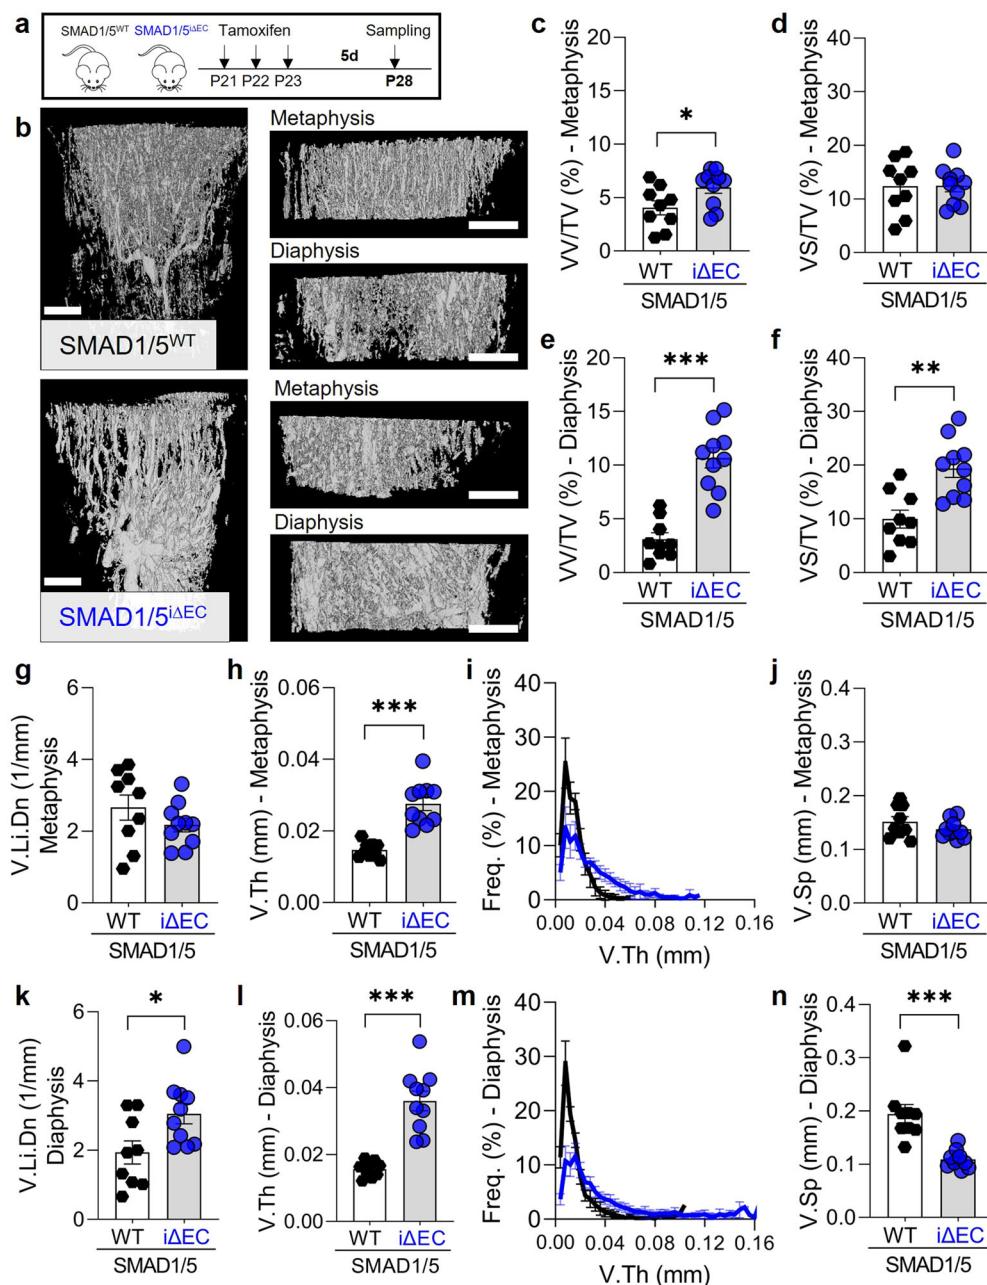 a
SMAD1/5WT SMAD1/5iΔEC Tamoxifen Sampling
5d
P21 P22 P23 P28
b
Metaphysis
Diaphysis
SMAD1/5WT
Metaphysis
Diaphysis
SMAD1/5iΔEC
c
VV/TV (%) - Metaphysis
20
15
10
5
0
*
WT iΔEC
SMAD1/5
d
VS/TV (%) - Metaphysis
40
30
20
10
0
WT iΔEC
SMAD1/5
e
VV/TV (%) - Diaphysis
20
15
10
5
0
***
WT iΔEC
SMAD1/5
f
VS/TV (%) - Diaphysis
40
30
20
10
0
**
WT iΔEC
SMAD1/5
g
V.Li.Dn (1/mm)
Metaphysis
6
4
2
0
WT iΔEC
SMAD1/5
h
V.Th (mm) - Metaphysis
0.06
0.04
0.02
0.00
***
WT iΔEC
SMAD1/5
i
Freq. (%) - Metaphysis
40
30
20
10
0
0.00 0.04 0.08 0.12 0.16
V.Th (mm)
j
V.Sp (mm) - Metaphysis
0.4
0.3
0.2
0.1
0.0
WT iΔEC
SMAD1/5
k
V.Li.Dn (1/mm)
Diaphysis
6
4
2
0
*
WT iΔEC
SMAD1/5
l
V.Th (mm) - Diaphysis
0.06
0.04
0.02
0.00
***
WT iΔEC
SMAD1/5
m
Freq. (%) - Diaphysis
40
30
20
10
0
0.00 0.04 0.08 0.12 0.16
V.Th (mm)
n
V.Sp (mm) - Diaphysis
0.4
0.3
0.2
0.1
0.0
***
WT iΔEC
SMAD1/5